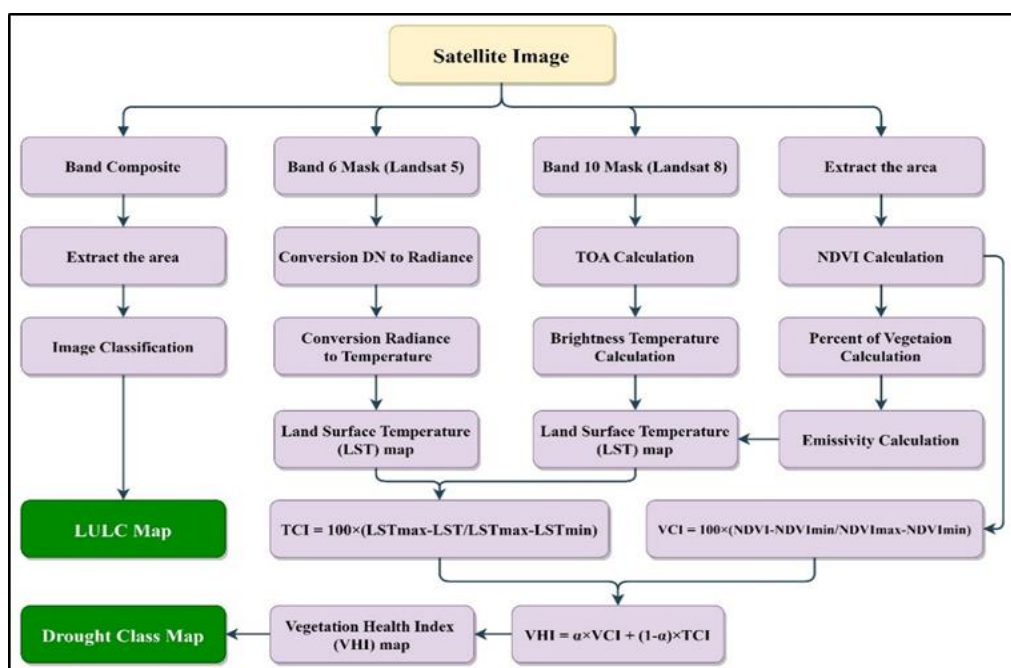 Satellite Image
Band Composite
Band 6 Mask (Landsat 5)
Band 10 Mask (Landsat 8)
Extract the area
Extract the area
Conversion DN to Radiance
TOA Calculation
NDVI Calculation
Image Classification
Conversion Radiance
to Temperature
Brightness Temperature
Calculation
Percent of Vegetaion
Calculation
Land Surface Temperature
(LST) map
Land Surface Temperature
(LST) map
Emissivity Calculation
LULC Map
TCI = 100×(LSTmax-LST/LSTmax-LSTmin)
VCI = 100×(NDVI-NDVImin/NDVImax-NDVImin)
Drought Class Map
Vegetation Health Index
(VHI) map
VHI = α×VCI + (1-α)×TCI